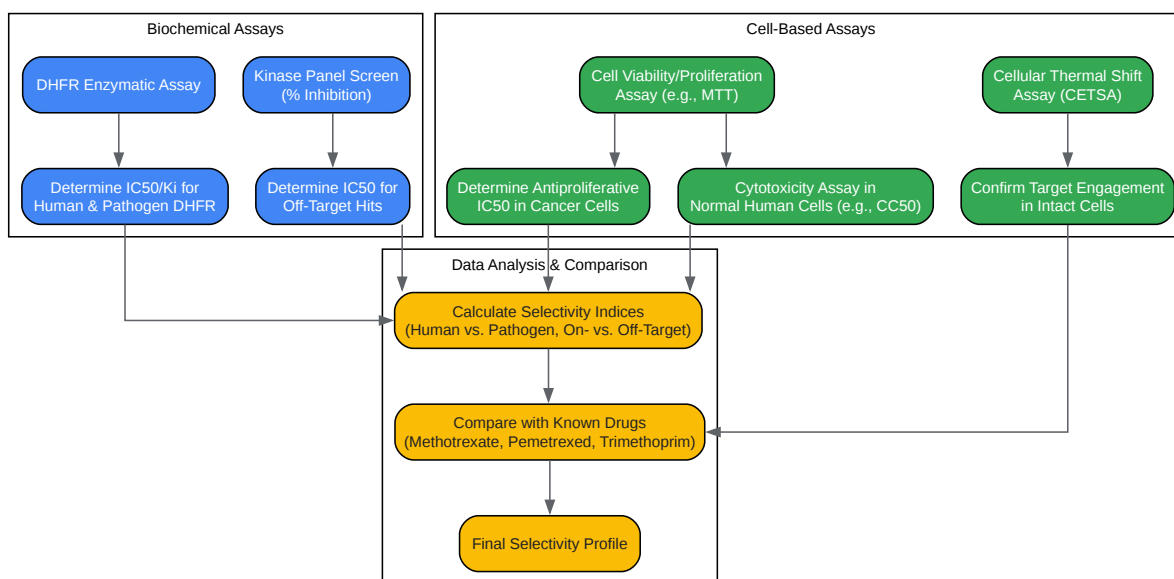 Biochemical Assays
DHFR Enzymatic Assay
Kinase Panel Screen
(% Inhibition)
Determine IC50/Ki for
Human & Pathogen DHFR
Determine IC50 for
Off-Target Hits
Cell-Based Assays
Cell Viability/Proliferation
Assay (e.g., MTT)
Cellular Thermal Shift
Assay (CETSA)
Determine Antiproliferative
IC50 in Cancer Cells
Cytotoxicity Assay in
Normal Human Cells (e.g., CC50)
Confirm Target Engagement
in Intact Cells
Data Analysis & Comparison
Calculate Selectivity Indices
(Human vs. Pathogen, On- vs. Off-Target)
Compare with Known Drugs
(Methotrexate, Pemetrexed, Trimethoprim)
Final Selectivity Profile